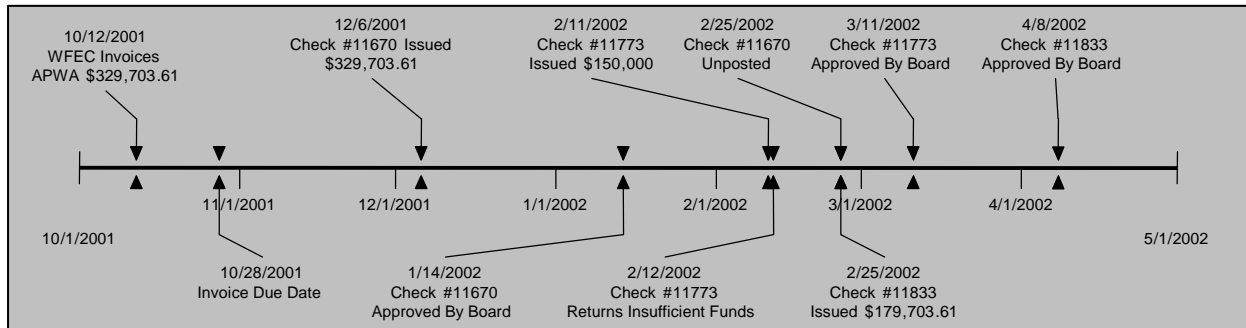 10/12/2001
WFEC Invoices
APWA $329,703.61
12/6/2001
Check #11670 Issued
$329,703.61
2/11/2002
Check #11773
Issued $150,000
2/25/2002
Check #11670
Unposted
3/11/2002
Check #11773
Approved By Board
4/8/2002
Check #11833
Approved By Board
11/1/2001
12/1/2001
1/1/2002
2/1/2002
3/1/2002
4/1/2002
10/1/2001
5/1/2002
10/28/2001
Invoice Due Date
1/14/2002
Check #11670
Approved By Board
2/12/2002
Check #11773
Returns Insufficient Funds
2/25/2002
Check #11833
Issued $179,703.61